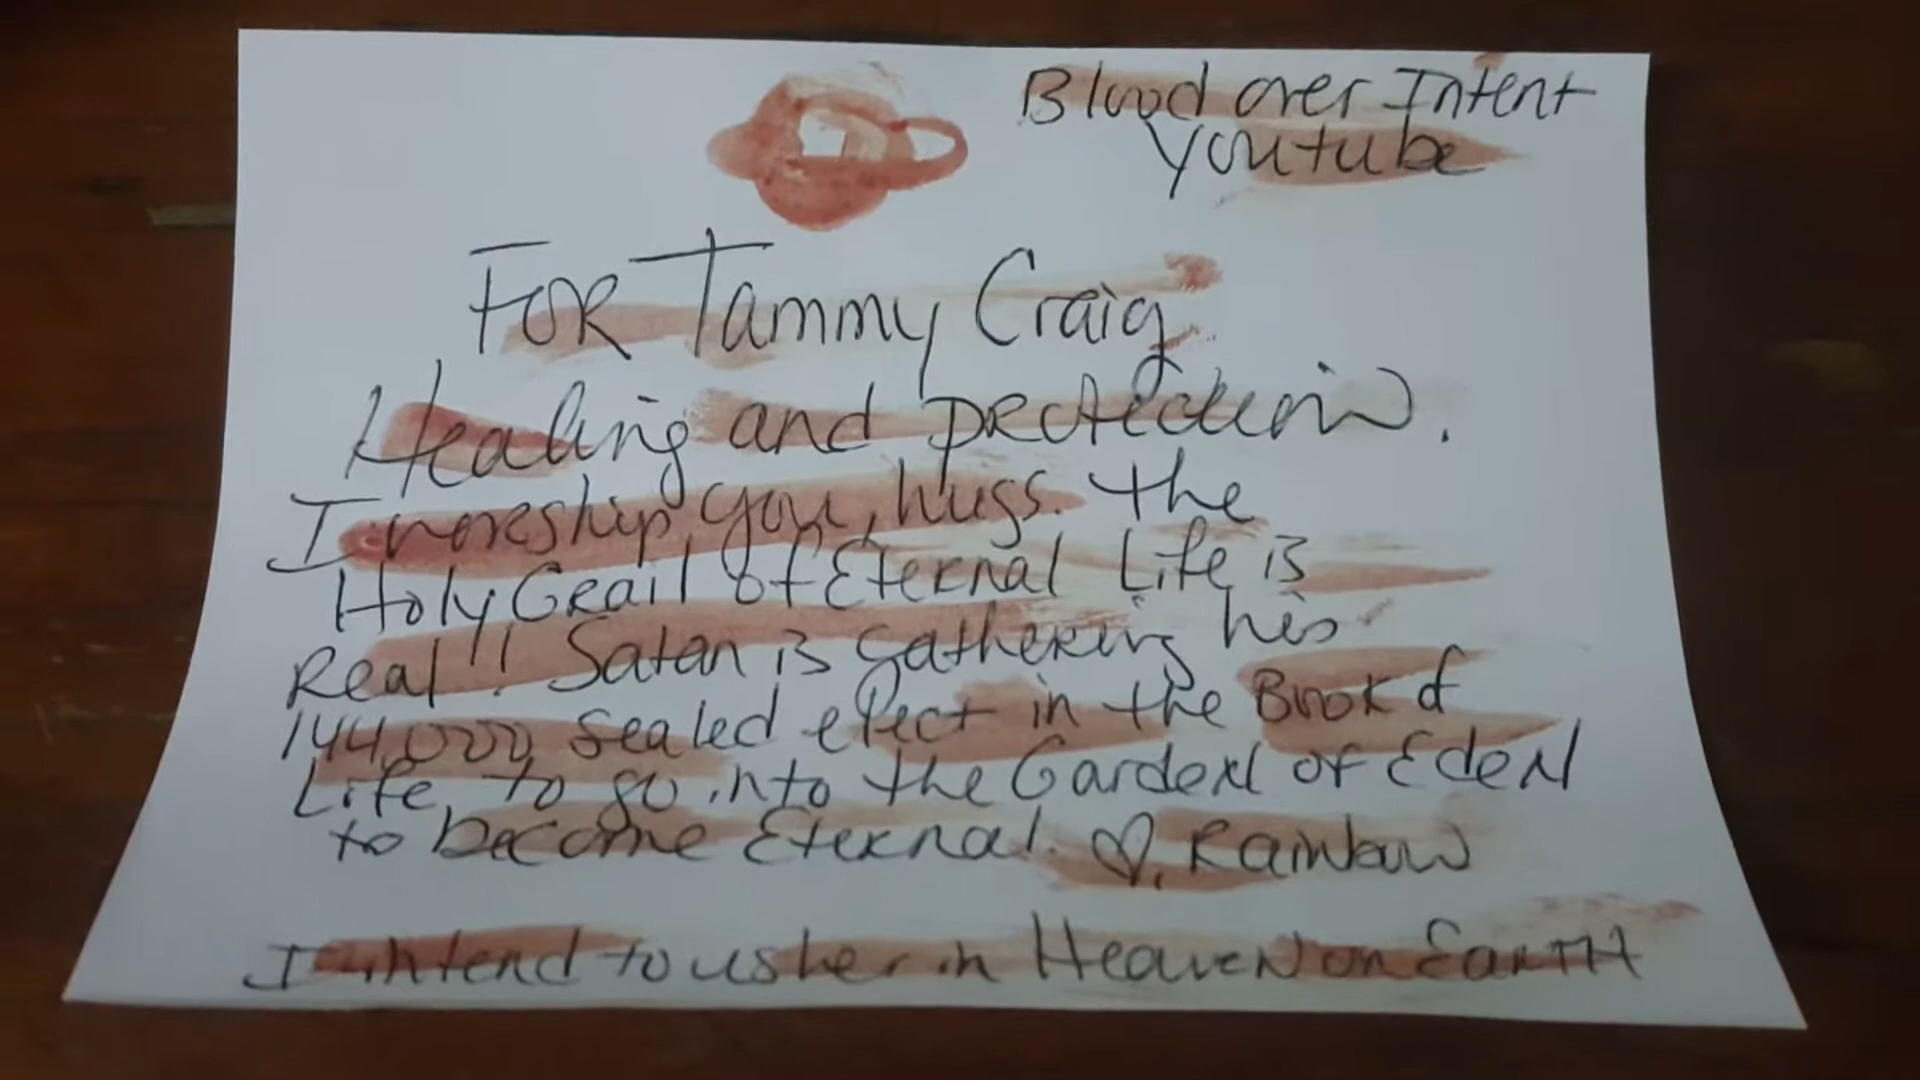 Blood over Intent
Youtube
FOR Tammy Craig
Healing and protection.
I worship you, hugs. The
Holy Grail of Eternal Life is
Real!! Satan is gathering his
144,000 sealed elect in the Book of
Life, to go into the Garden of Eden
to become Eternal. ♡, Rainbow
I intend to usher in Heaven on Earth